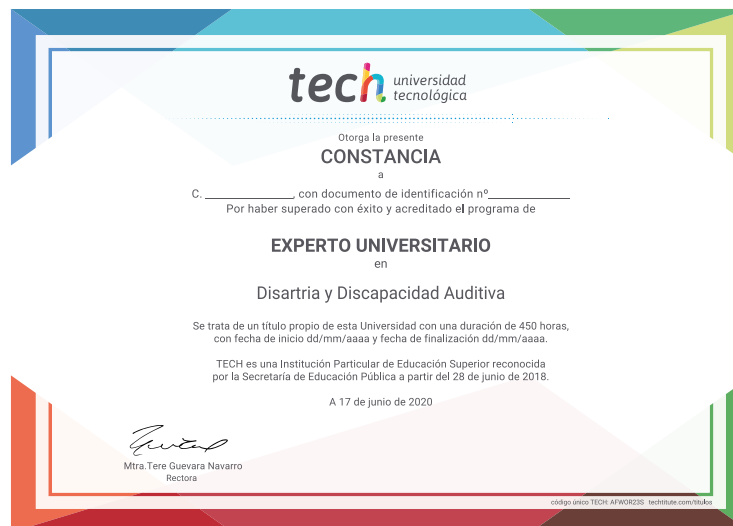 tech universidad
tecnológica
Otorga la presente
CONSTANCIA
a
C. ______________, con documento de identificación nº_____________
Por haber superado con éxito y acreditado el programa de
EXPERTO UNIVERSITARIO
en
Disartria y Discapacidad Auditiva
Se trata de un título propio de esta Universidad con una duración de 450 horas,
con fecha de inicio dd/mm/aaaa y fecha de finalización dd/mm/aaaa.
TECH es una Institución Particular de Educación Superior reconocida
por la Secretaría de Educación Pública a partir del 28 de junio de 2018.
A 17 de junio de 2020
Mtra.Tere Guevara Navarro
Rectora
código único TECH: AFWOR23S techtitute.com/titulos